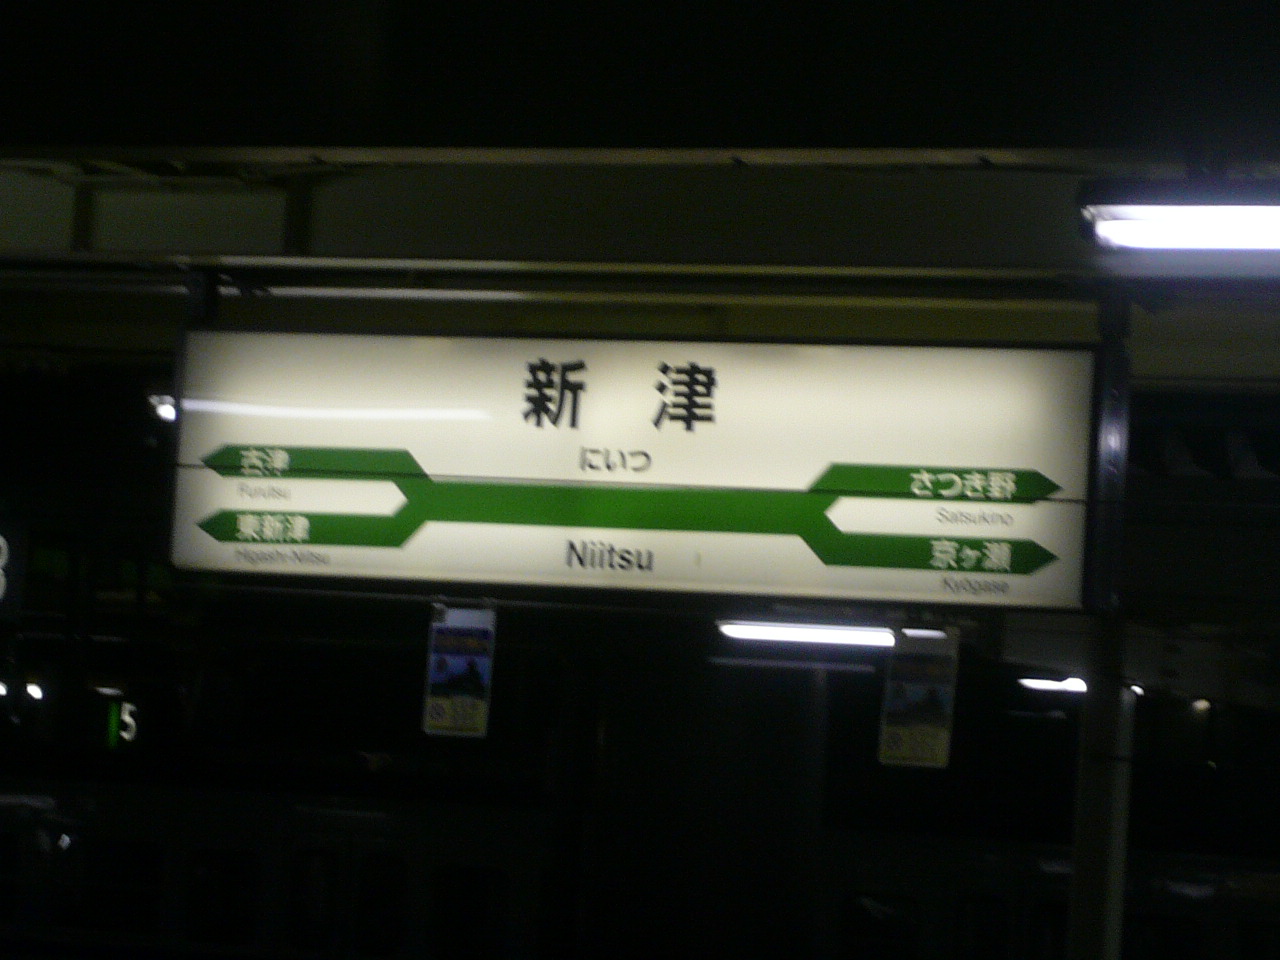 新 津
にいつ
Niitsu
古津
Furutsu
東新津
Higashi-Niitsu
さつき野
Satsukino
京ヶ瀬
Kyōgase
5